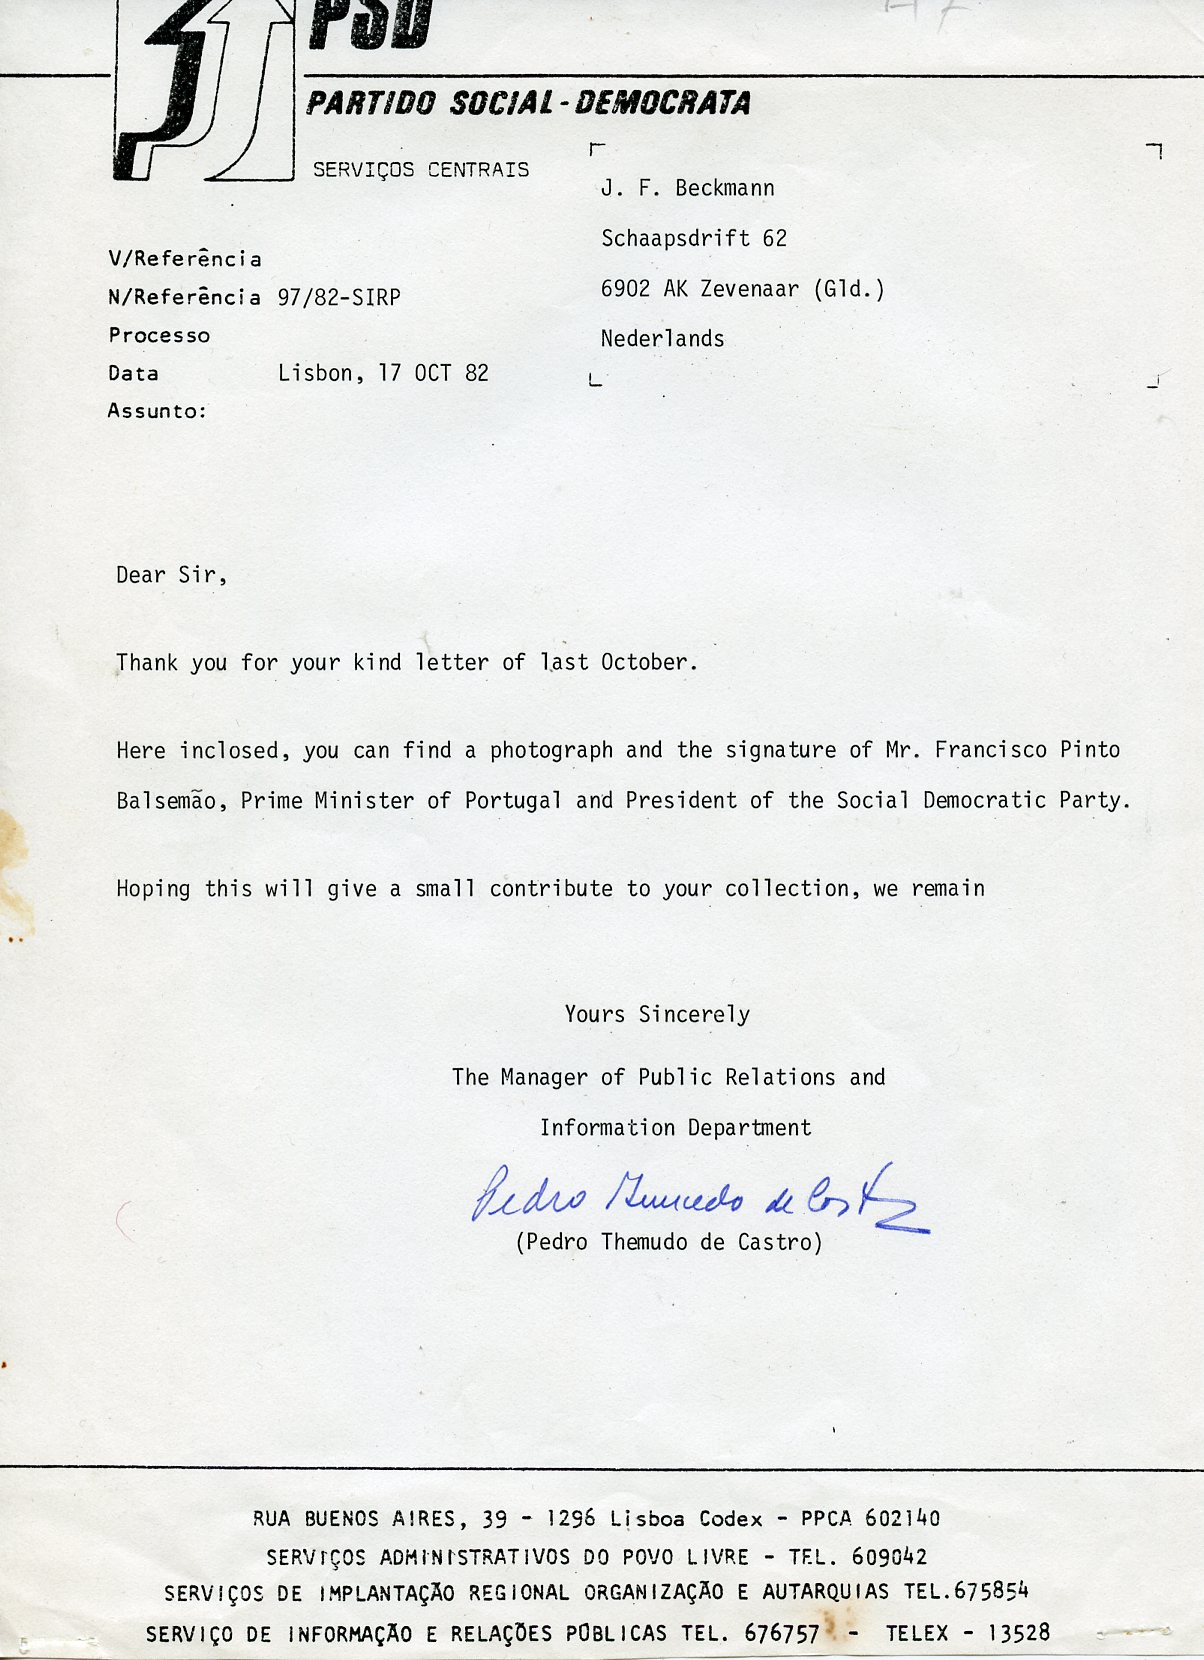 PSD
PARTIDO SOCIAL-DEMOCRATA
SERVIÇOS CENTRAIS
J. F. Beckmann
Schaapsdrift 62
6902 AK Zevenaar (Gld.)
Nederlands
V/Referência
N/Referência 97/82-SIRP
Processo
Data Lisbon, 17 OCT 82
Assunto:
Dear Sir,
Thank you for your kind letter of last October.
Here inclosed, you can find a photograph and the signature of Mr. Francisco Pinto
Balsemão, Prime Minister of Portugal and President of the Social Democratic Party.
Hoping this will give a small contribute to your collection, we remain
Yours Sincerely
The Manager of Public Relations and
Information Department
Pedro Themudo de Castro
(Pedro Themudo de Castro)
RUA BUENOS AIRES, 39 - 1296 Lisboa Codex - PPCA 602140
SERVIÇOS ADMINISTRATIVOS DO POVO LIVRE - TEL. 609042
SERVIÇOS DE IMPLANTAÇÃO REGIONAL ORGANIZAÇÃO E AUTARQUIAS TEL.675854
SERVIÇO DE INFORMAÇÃO E RELAÇÕES PÚBLICAS TEL. 676757 - TELEX - 13528